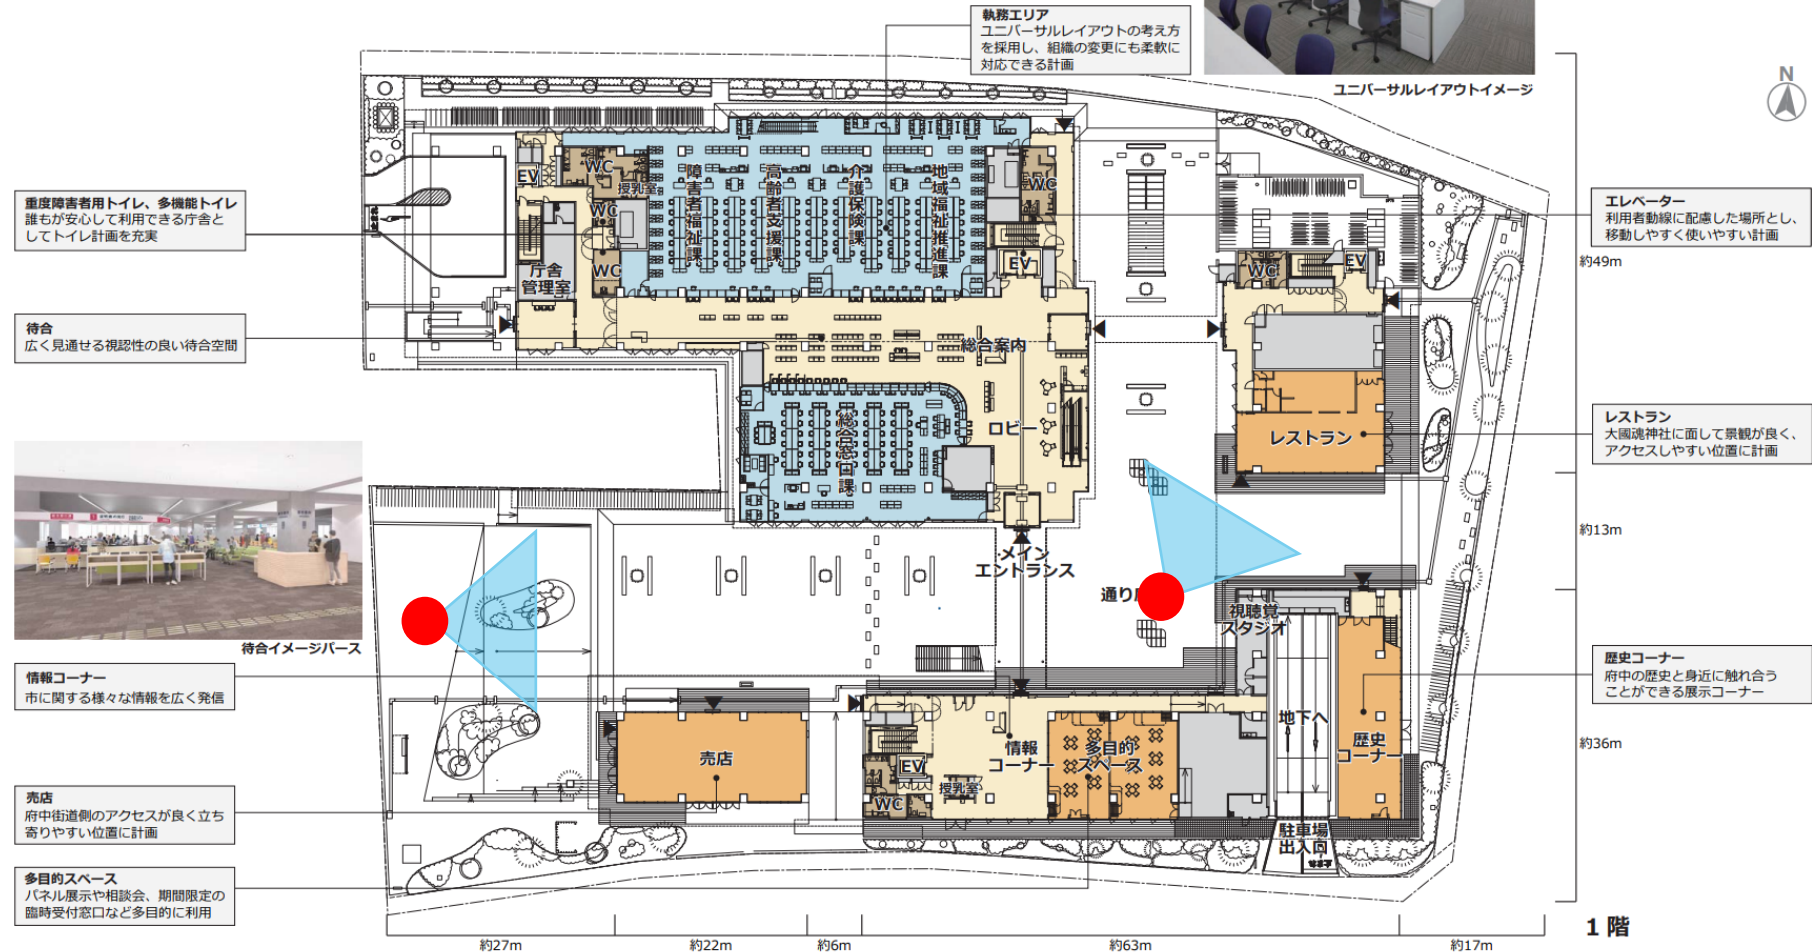 執務エリア
ユニバーサルレイアウトの考え方
を採用し、組織の変更にも柔軟に
対応できる計画
ユニバーサルレイアウトイメージ
N
重度障害者用トイレ、多機能トイレ
誰もが安心して利用できる庁舎と
してトイレ計画を充実
待合
広く見通せる視認性の良い待合空間
待合イメージパース
情報コーナー
市に関する様々な情報を広く発信
売店
府中街道側のアクセスが良く立ち
寄りやすい位置に計画
多目的スペース
パネル展示や相談会、期間限定の
臨時受付窓口など多目的に利用
EV
WC
授乳室
WC
WC
庁舎
管理室
障害者福祉課
高齢者支援課
介護保険課
地域福祉推進課
WC
EV
総合案内
ロビー
総合窓口課
メイン
エントランス
通り
WC
EV
レストラン
視聴覚
スタジオ
地下へ
歴史
コーナー
駐車場
出入口
売店
EV
WC
授乳室
情報
コーナー
多目的
スペース
エレベーター
利用者動線に配慮した場所とし、
移動しやすく使いやすい計画
約49m
レストラン
大國魂神社に面して景観が良く、
アクセスしやすい位置に計画
約13m
歴史コーナー
府中の歴史と身近に触れ合う
ことができる展示コーナー
約36m
約27m
約22m
約6m
約63m
約17m
1階